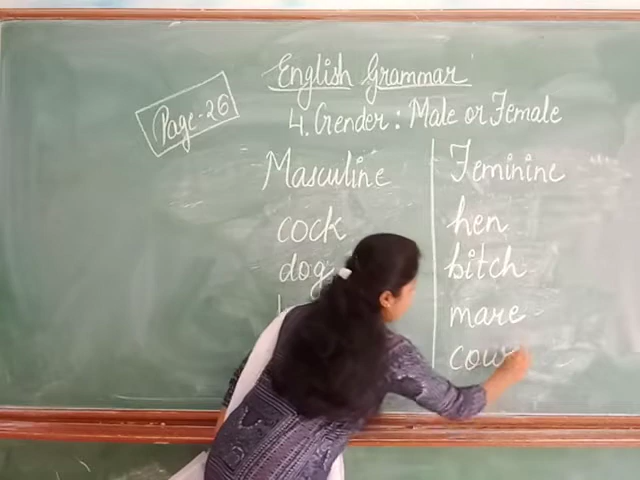 English Grammar
Page-26
4. Gender : Male or Female
Masculine Feminine
cock hen
dog bitch
mare
cow